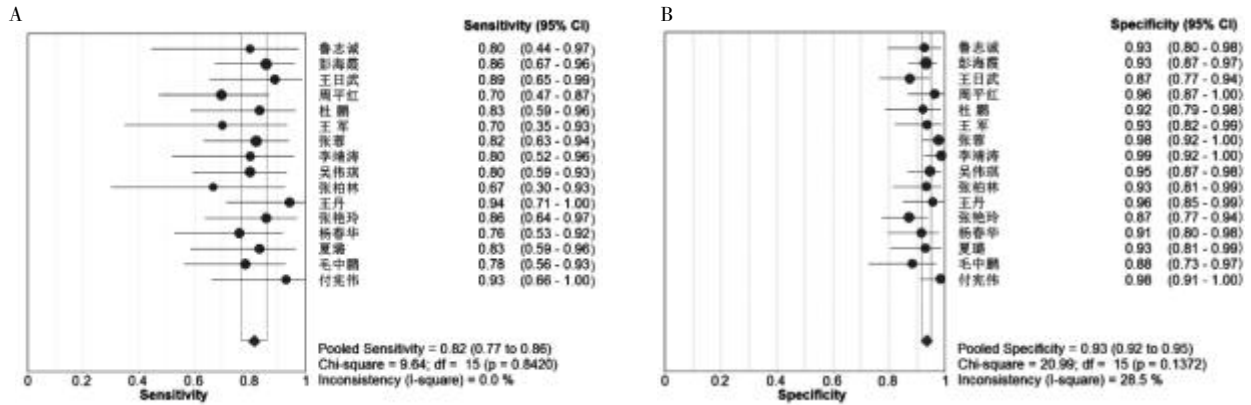 A
Sensitivity (95% CI)
鲁志诚 0.80 (0.44 - 0.97)
彭海霞 0.86 (0.67 - 0.96)
王日武 0.89 (0.65 - 0.99)
周平红 0.70 (0.47 - 0.87)
杜 鹏 0.83 (0.59 - 0.96)
王 军 0.70 (0.35 - 0.93)
张蓉 0.82 (0.63 - 0.94)
李靖涛 0.80 (0.52 - 0.96)
吴伟琪 0.80 (0.59 - 0.93)
张柏林 0.67 (0.30 - 0.93)
王丹 0.94 (0.71 - 1.00)
张艳玲 0.86 (0.64 - 0.97)
杨春华 0.76 (0.53 - 0.92)
夏璐 0.83 (0.59 - 0.96)
毛中鹏 0.78 (0.56 - 0.93)
付宪伟 0.93 (0.66 - 1.00)
Pooled Sensitivity = 0.82 (0.77 to 0.86)
Chi-square = 9.64; df = 15 (p = 0.8420)
Inconsistency (I-square) = 0.0 %
0 0.2 0.4 0.6 0.8 1
Sensitivity
B
Specificity (95% CI)
鲁志诚 0.93 (0.80 - 0.98)
彭海霞 0.93 (0.87 - 0.97)
王日武 0.87 (0.77 - 0.94)
周平红 0.96 (0.87 - 1.00)
杜 鹏 0.92 (0.79 - 0.98)
王 军 0.93 (0.82 - 0.99)
张蓉 0.98 (0.92 - 1.00)
李靖涛 0.99 (0.92 - 1.00)
吴伟琪 0.95 (0.87 - 0.98)
张柏林 0.93 (0.81 - 0.99)
王丹 0.96 (0.85 - 0.99)
张艳玲 0.87 (0.77 - 0.94)
杨春华 0.91 (0.80 - 0.98)
夏璐 0.93 (0.81 - 0.99)
毛中鹏 0.88 (0.73 - 0.97)
付宪伟 0.98 (0.91 - 1.00)
Pooled Specificity = 0.93 (0.92 to 0.95)
Chi-square = 20.99; df = 15 (p = 0.1372)
Inconsistency (I-square) = 28.5 %
0 0.2 0.4 0.6 0.8 1
Specificity